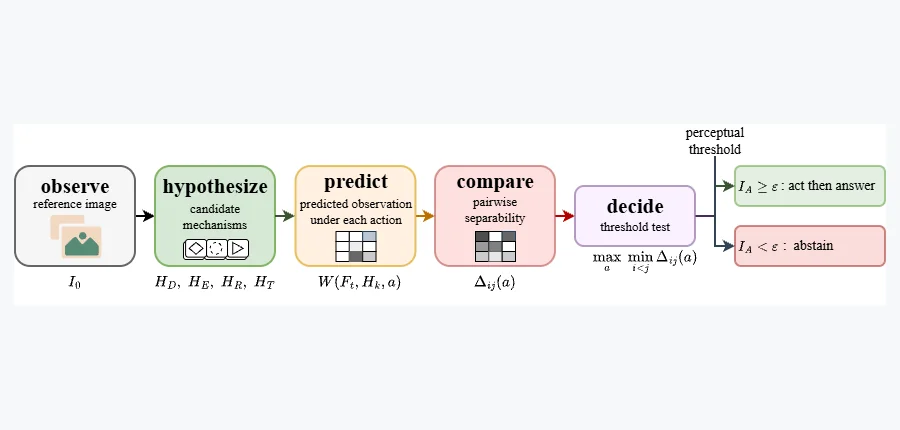 observe
reference image
I₀
hypothesize
candidate
mechanisms
H_D, H_E, H_R, H_T
predict
predicted observation
under each action
W(F_t, H_k, a)
compare
pairwise
separability
Δ_ij(a)
decide
threshold test
max_a min_{i<j} Δ_ij(a)
perceptual
threshold
I_A ≥ ε : act then answer
I_A < ε : abstain